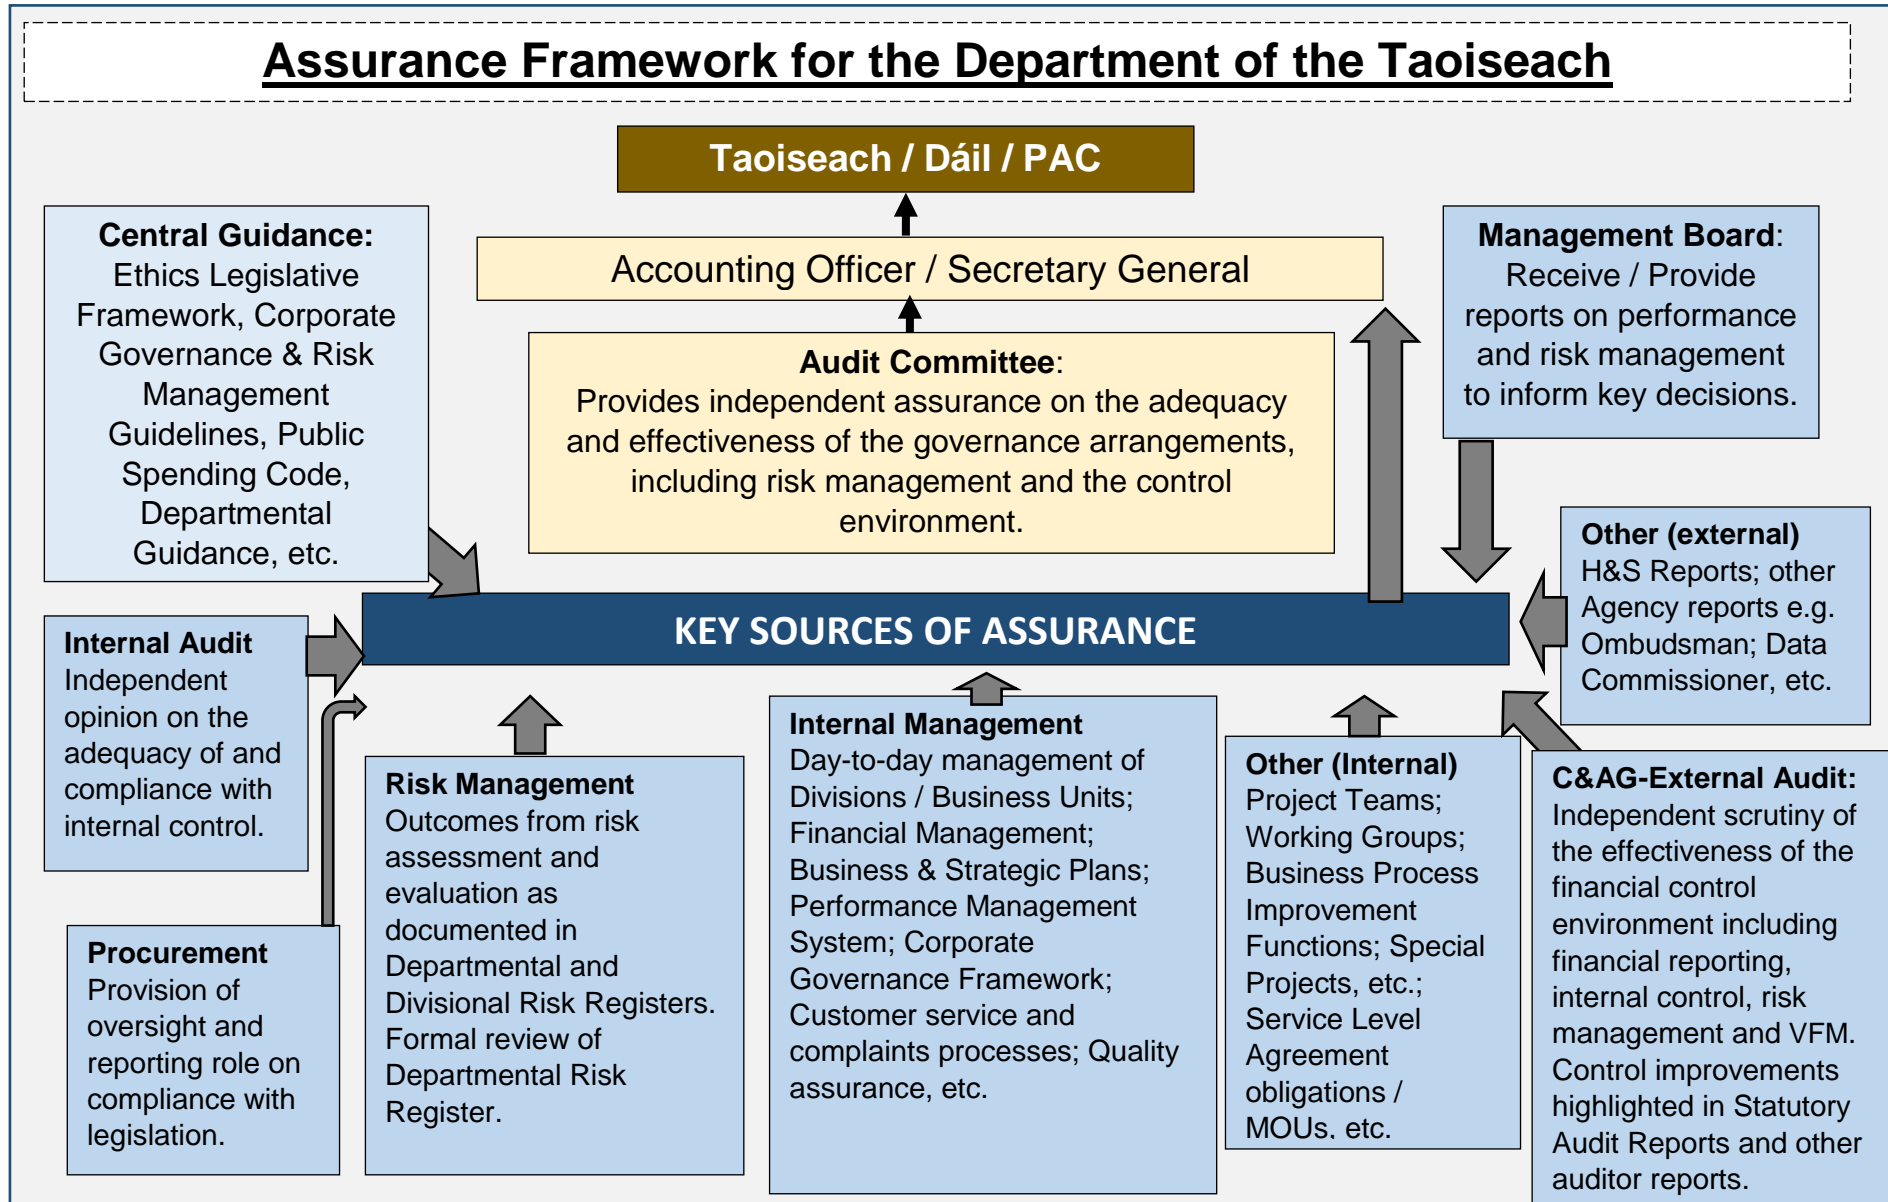 Assurance Framework for the Department of the Taoiseach
Taoiseach / Dáil / PAC
Central Guidance:
Ethics Legislative
Framework, Corporate
Governance & Risk
Management
Guidelines, Public
Spending Code,
Departmental
Guidance, etc.
Accounting Officer / Secretary General
Management Board:
Receive / Provide
reports on performance
and risk management
to inform key decisions.
Audit Committee:
Provides independent assurance on the adequacy
and effectiveness of the governance arrangements,
including risk management and the control
environment.
Other (external)
H&S Reports; other
Agency reports e.g.
Ombudsman; Data
Commissioner, etc.
KEY SOURCES OF ASSURANCE
Internal Audit
Independent
opinion on the
adequacy of and
compliance with
internal control.
Procurement
Provision of
oversight and
reporting role on
compliance with
legislation.
Risk Management
Outcomes from risk
assessment and
evaluation as
documented in
Departmental and
Divisional Risk Registers.
Formal review of
Departmental Risk
Register.
Internal Management
Day-to-day management of
Divisions / Business Units;
Financial Management;
Business & Strategic Plans;
Performance Management
System; Corporate
Governance Framework;
Customer service and
complaints processes; Quality
assurance, etc.
Other (Internal)
Project Teams;
Working Groups;
Business Process
Improvement
Functions; Special
Projects, etc.;
Service Level
Agreement
obligations /
MOUs, etc.
C&AG-External Audit:
Independent scrutiny of
the effectiveness of the
financial control
environment including
financial reporting,
internal control, risk
management and VFM.
Control improvements
highlighted in Statutory
Audit Reports and other
auditor reports.